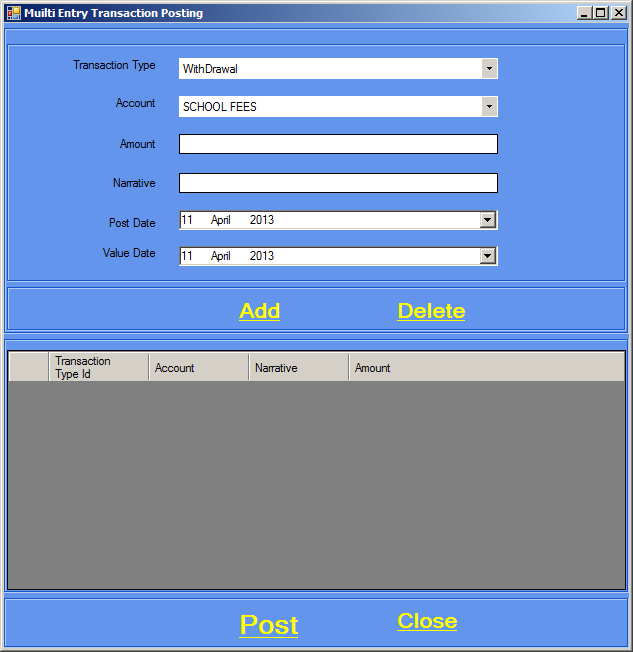 Muilti Entry Transaction Posting
Transaction Type WithDrawal
Account SCHOOL FEES
Amount
Narrative
Post Date 11 April 2013
Value Date 11 April 2013
Add Delete
Transaction
Type Id Account Narrative Amount
Post Close